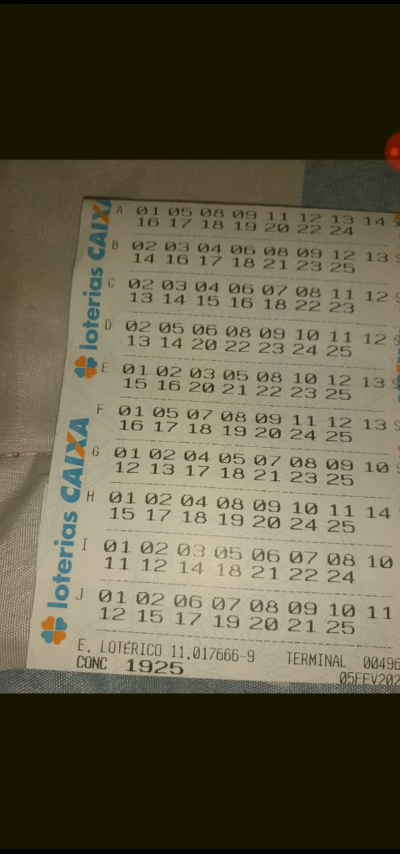 loterias CAIXA
loterias CAIXA
A 01 05 08 09 11 12 13 14
16 17 18 19 20 22 24
B 02 03 04 06 08 09 12 13
14 16 17 18 21 23 25
C 02 03 04 06 07 08 11 12
13 14 15 16 18 22 23
D 02 05 06 08 09 10 11 12
13 14 20 22 23 24 25
E 01 02 03 05 08 10 12 13
15 16 20 21 22 23 25
F 01 05 07 08 09 11 12 13
16 17 18 19 20 24 25
G 01 02 04 05 07 08 09 10
12 13 17 18 21 23 25
H 01 02 04 08 09 10 11 14
15 17 18 19 20 24 25
I 01 02 03 05 06 07 08 10
11 12 14 18 21 22 24
J 01 02 06 07 08 09 10 11
12 15 17 19 20 21 25
E. LOTÉRICO 11.017666-9 TERMINAL 00496
CONC 1925 05FEV202